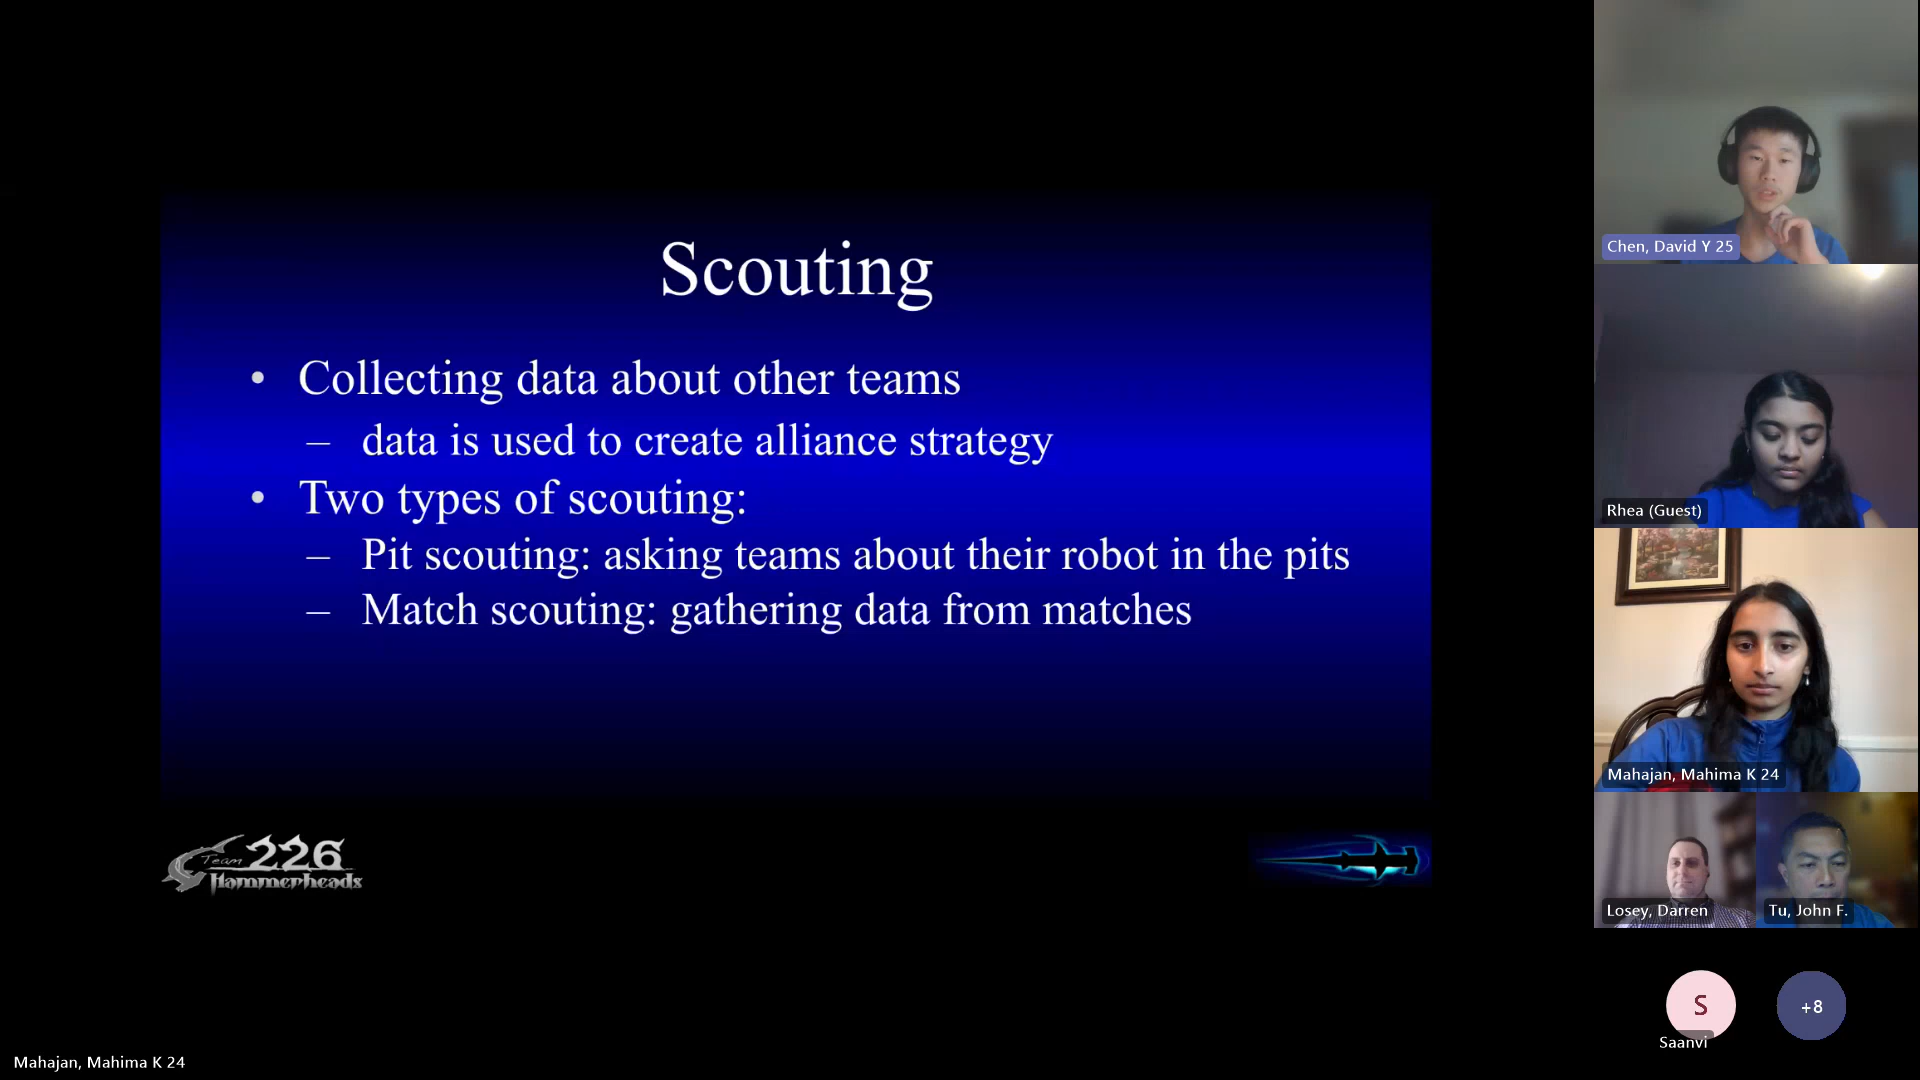 Scouting
• Collecting data about other teams
– data is used to create alliance strategy
• Two types of scouting:
– Pit scouting: asking teams about their robot in the pits
– Match scouting: gathering data from matches
Team 226
Hammerheads
Chen, David Y 25
Rhea (Guest)
Mahajan, Mahima K 24
Losey, Darren
Tu, John F.
S
+8
Saanvi
Mahajan, Mahima K 24